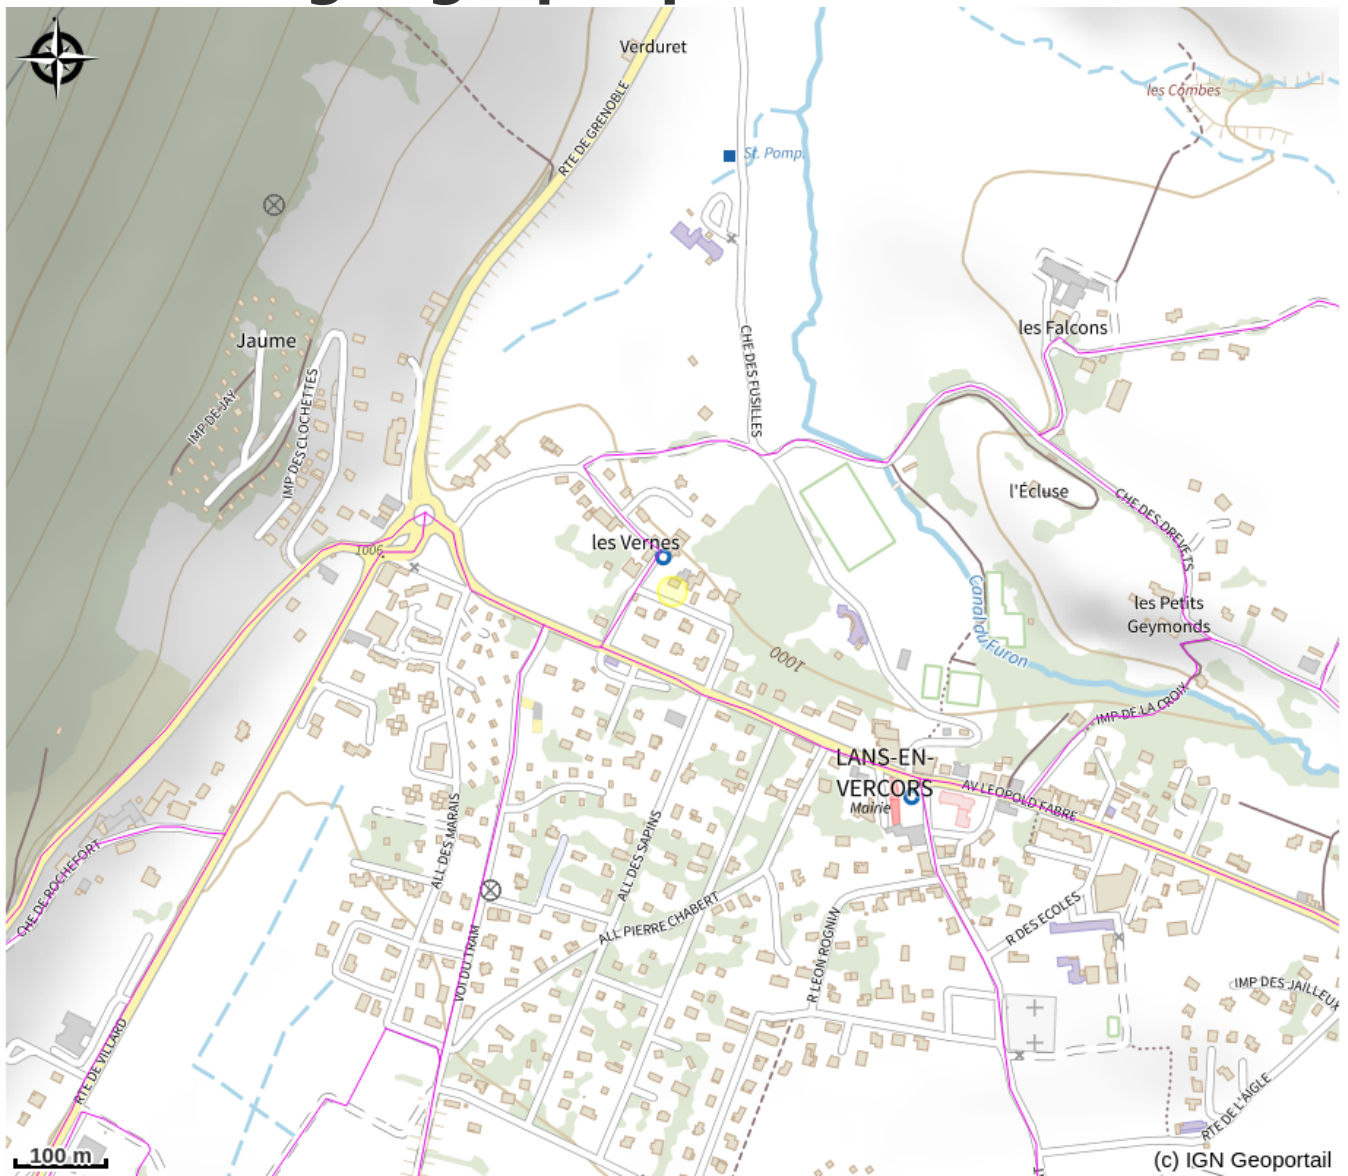 Verduret
RTE DE GRENOBLE
les Combes
St. Pomp.
les Falcons
Jaume
IMP DE JAY
IMP DES CLOCHETTES
CHE DES FUSILLES
l'Écluse
CHE DES DREVETS
les Vernes
1006
les Petits
Geymonds
Canal du Furon
1000
IMP DE LA CROIX
LANS-EN-
VERCORS
Mairie
AV LEOPOLD FABRE
ALL DES MARAIS
ALL DES SAPINS
CHE DE ROCHEFORT
ALL PIERRE CHABERT
R DES ECOLES
R LEON ROGNIN
VOI DU TRAM
IMP DES JAILLEUX
RTE DE VILLARD
RTE DE L'AIGLE
100 m
(c) IGN Geoportail